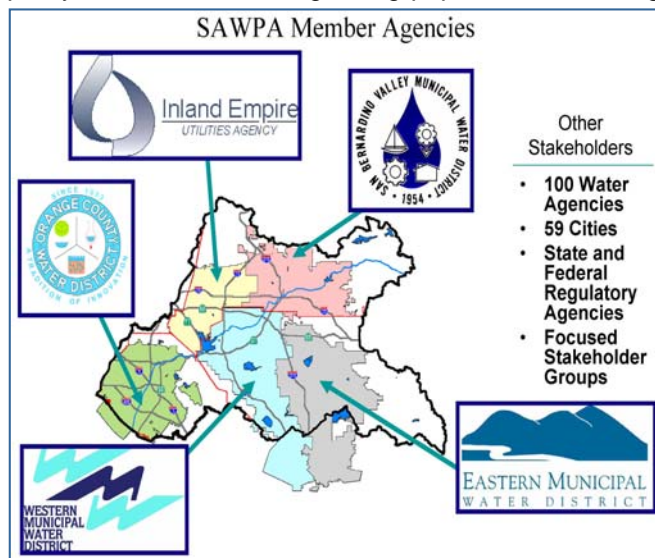 SAWPA Member Agencies
Inland Empire
UTILITIES AGENCY
SAN BERNARDINO VALLEY MUNICIPAL WATER DISTRICT
• 1954 •
SINCE 1933
ORANGE COUNTY WATER DISTRICT
A TRADITION OF INNOVATION
Other
Stakeholders
• 100 Water
Agencies
• 59 Cities
• State and
Federal
Regulatory
Agencies
• Focused
Stakeholder
Groups
WESTERN
MUNICIPAL
WATER
DISTRICT
EASTERN MUNICIPAL
WATER DISTRICT